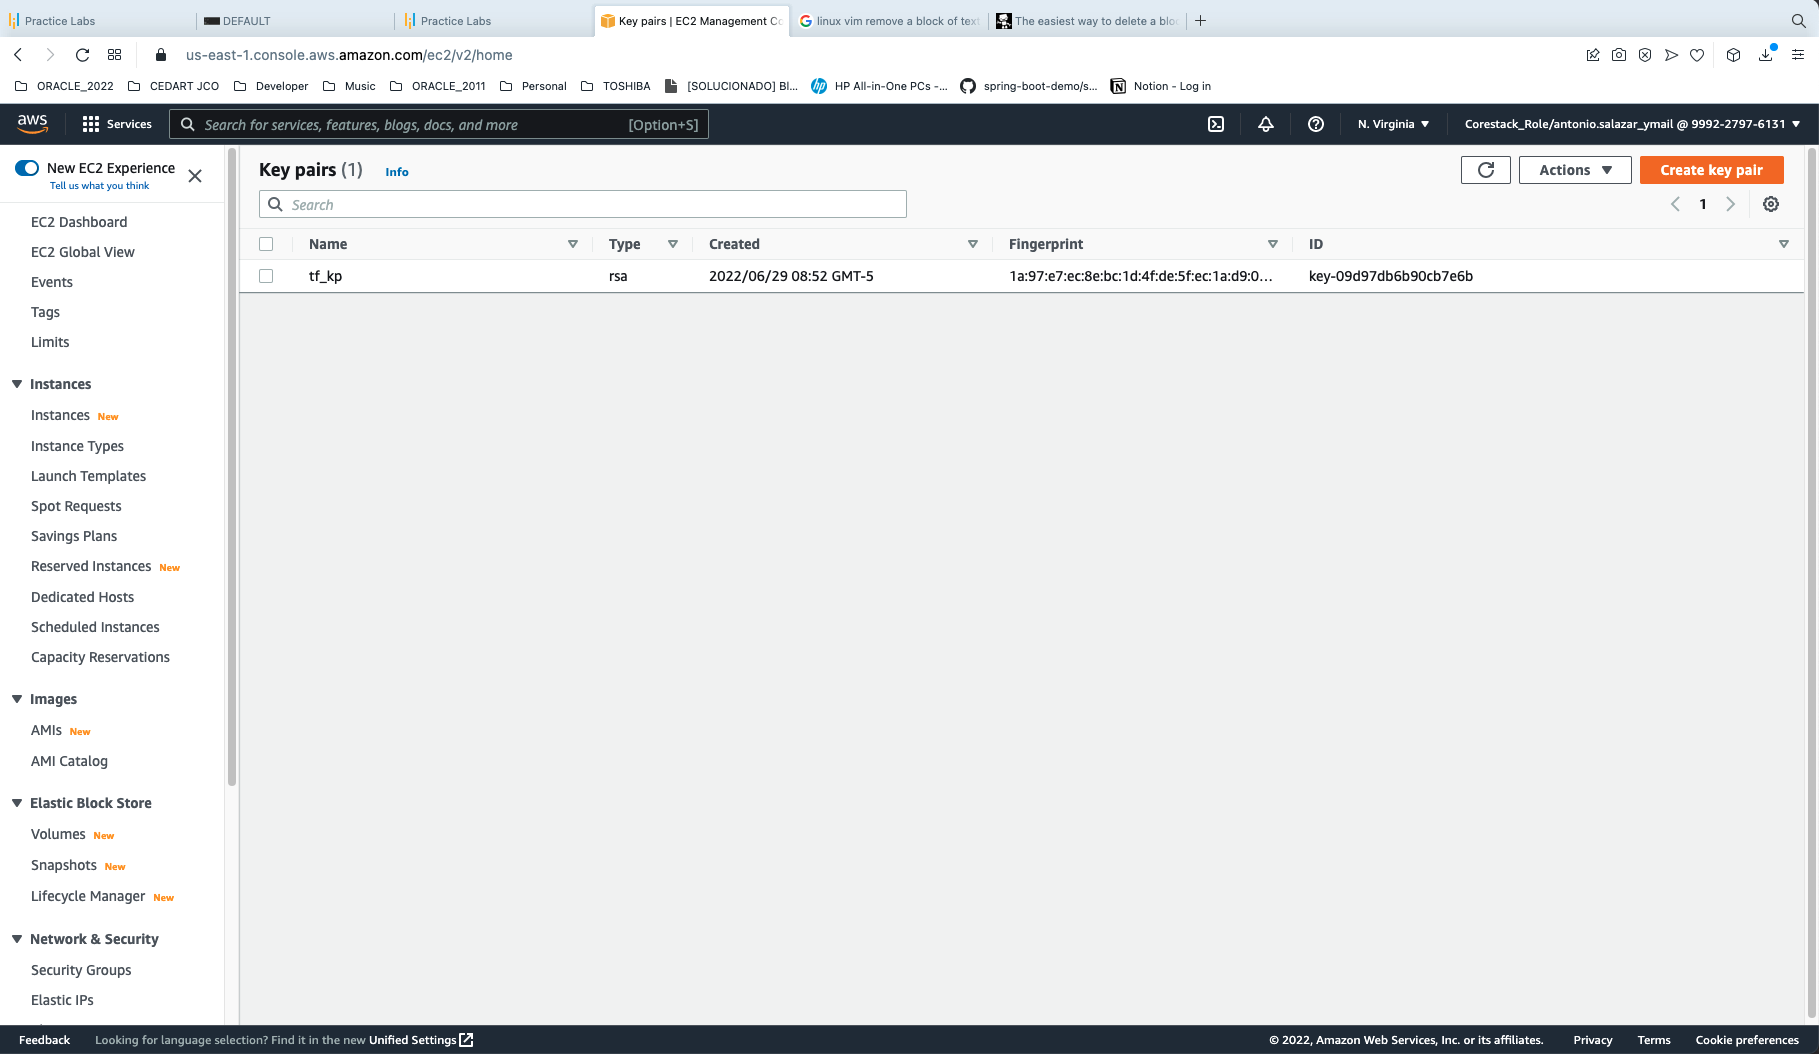 Practice Labs
DEFAULT
Practice Labs
Key pairs | EC2 Management Co
linux vim remove a block of text
The easiest way to delete a bloc
us-east-1.console.aws.amazon.com/ec2/v2/home
ORACLE_2022
CEDART JCO
Developer
Music
ORACLE_2011
Personal
TOSHIBA
[SOLUCIONADO] Bl...
hp
HP All-in-One PCs -...
spring-boot-demo/s...
Notion - Log in
aws
Services
Search for services, features, blogs, docs, and more
[Option+S]
N. Virginia
Corestack_Role/antonio.salazar_ymail @ 9992-2797-6131
New EC2 Experience
Tell us what you think
EC2 Dashboard
EC2 Global View
Events
Tags
Limits
Instances
Instances New
Instance Types
Launch Templates
Spot Requests
Savings Plans
Reserved Instances New
Dedicated Hosts
Scheduled Instances
Capacity Reservations
Images
AMIs New
AMI Catalog
Elastic Block Store
Volumes New
Snapshots New
Lifecycle Manager New
Network & Security
Security Groups
Elastic IPs
Key pairs (1) Info
Actions
Create key pair
Search
1
Name Type Created Fingerprint ID
tf_kp rsa 2022/06/29 08:52 GMT-5 1a:97:e7:ec:8e:bc:1d:4f:de:5f:ec:1a:d9:0... key-09d97db6b90cb7e6b
Feedback
Looking for language selection? Find it in the new Unified Settings
© 2022, Amazon Web Services, Inc. or its affiliates.
Privacy
Terms
Cookie preferences